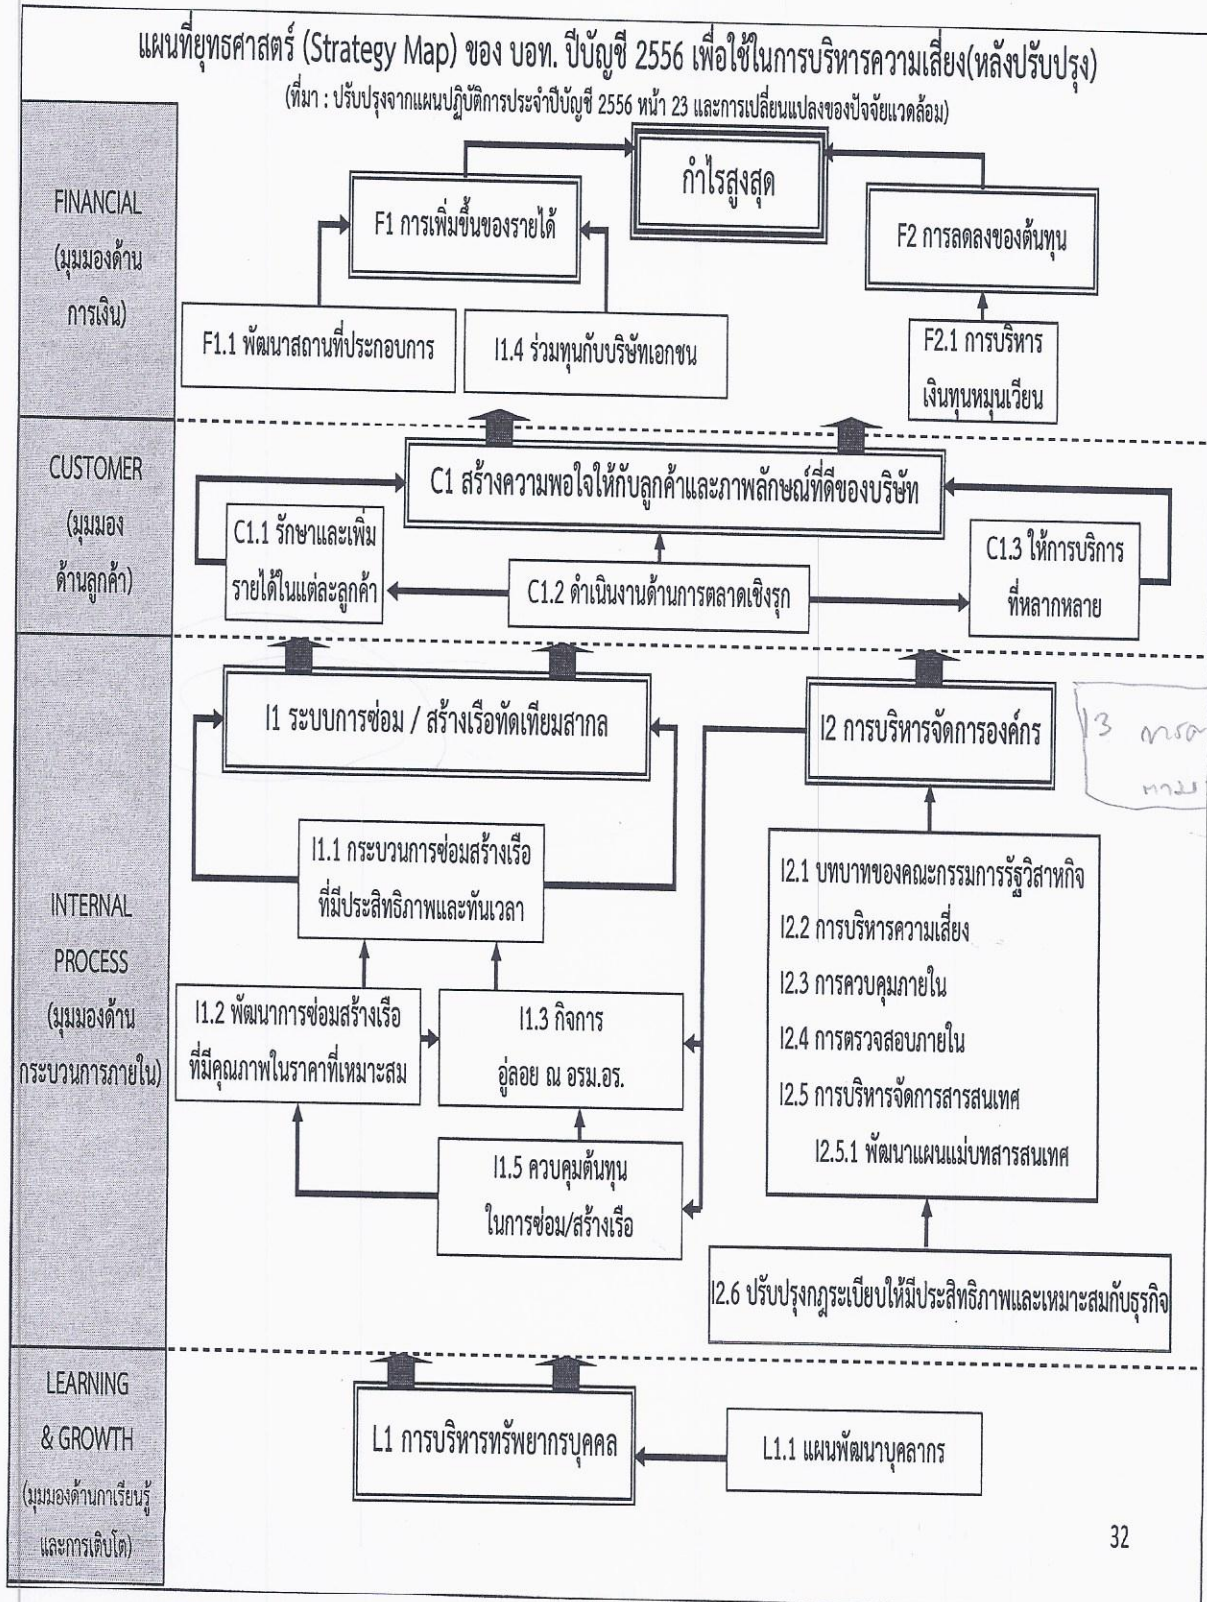 แผนที่ยุทธศาสตร์ (Strategy Map) ของ บอท. ปีบัญชี 2556 เพื่อใช้ในการบริหารความเสี่ยง(หลังปรับปรุง)
(ที่มา : ปรับปรุงจากแผนปฏิบัติการประจำปีบัญชี 2556 หน้า 23 และการเปลี่ยนแปลงของปัจจัยแวดล้อม)
FINANCIAL
(มุมมองด้าน
การเงิน)
กำไรสูงสุด
F1 การเพิ่มขึ้นของรายได้
F2 การลดลงของต้นทุน
F1.1 พัฒนาสถานที่ประกอบการ
I1.4 ร่วมทุนกับบริษัทเอกชน
F2.1 การบริหาร
เงินทุนหมุนเวียน
CUSTOMER
(มุมมอง
ด้านลูกค้า)
C1 สร้างความพอใจให้กับลูกค้าและภาพลักษณ์ที่ดีของบริษัท
C1.1 รักษาและเพิ่ม
รายได้ในแต่ละลูกค้า
C1.2 ดำเนินงานด้านการตลาดเชิงรุก
C1.3 ให้การบริการ
ที่หลากหลาย
INTERNAL
PROCESS
(มุมมองด้าน
กระบวนการภายใน)
I1 ระบบการซ่อม / สร้างเรือทัดเทียมสากล
I2 การบริหารจัดการองค์กร
I3
I1.1 กระบวนการซ่อมสร้างเรือ
ที่มีประสิทธิภาพและทันเวลา
I1.2 พัฒนาการซ่อมสร้างเรือ
ที่มีคุณภาพในราคาที่เหมาะสม
I1.3 กิจการ
อู่ลอย ณ อรม.อร.
I1.5 ควบคุมต้นทุน
ในการซ่อม/สร้างเรือ
I2.1 บทบาทของคณะกรรมการรัฐวิสาหกิจ
I2.2 การบริหารความเสี่ยง
I2.3 การควบคุมภายใน
I2.4 การตรวจสอบภายใน
I2.5 การบริหารจัดการสารสนเทศ
I2.5.1 พัฒนาแผนแม่บทสารสนเทศ
I2.6 ปรับปรุงกฎระเบียบให้มีประสิทธิภาพและเหมาะสมกับธุรกิจ
LEARNING
& GROWTH
(มุมมองด้านกาเรียนรู้
และการเติบโต)
L1 การบริหารทรัพยากรบุคคล
L1.1 แผนพัฒนาบุคลากร
32